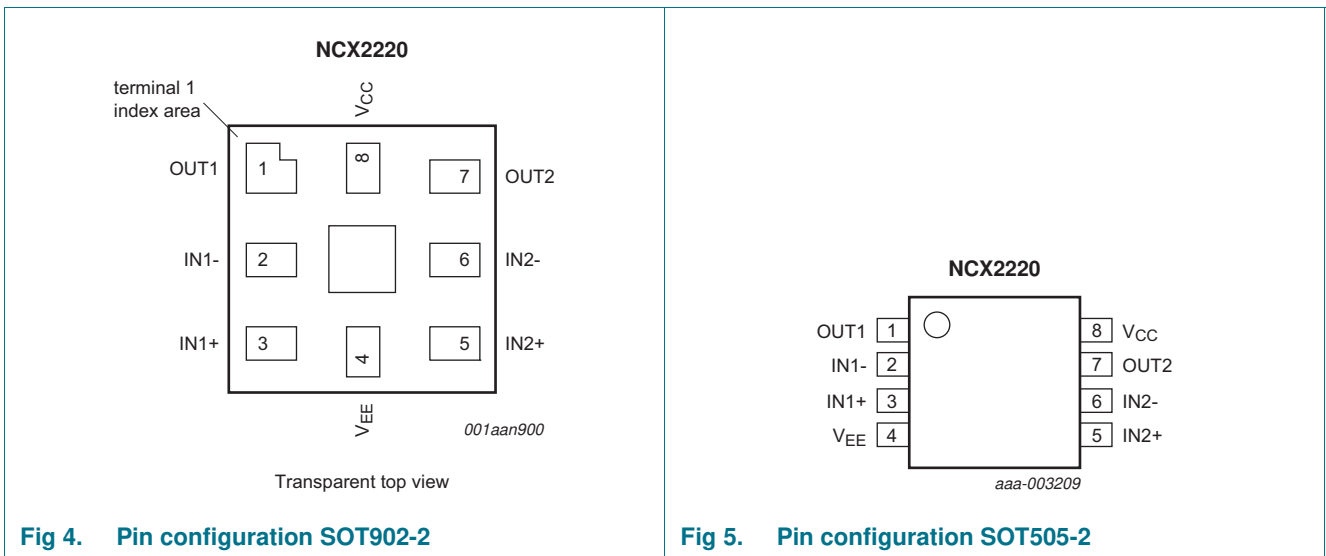 NCX2220
terminal 1
index area
VCC
OUT1
1
8
7
OUT2
IN1-
2
6
IN2-
IN1+
3
4
5
IN2+
VEE
001aan900
Transparent top view
Fig 4. Pin configuration SOT902-2
NCX2220
OUT1 1
8 VCC
IN1- 2
7 OUT2
IN1+ 3
6 IN2-
VEE 4
5 IN2+
aaa-003209
Fig 5. Pin configuration SOT505-2